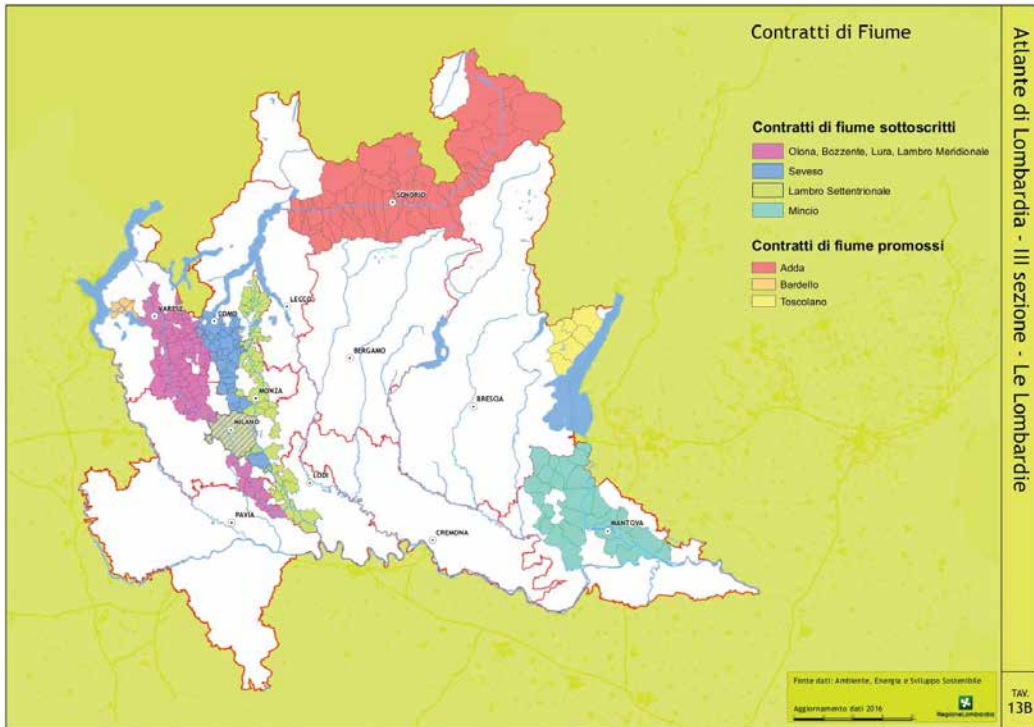 Contratti di Fiume
Contratti di fiume sottoscritti
Olona, Bozzente, Lura, Lambro Meridionale
Seveso
Lambro Settentrionale
Mincio
Contratti di fiume promossi
Adda
Bardello
Toscolano
SONDRIO
LECCO
VARESE
COMO
BERGAMO
MONZA
BRESCIA
MILANO
LODI
PAVIA
CREMONA
MANTOVA
Fonte dati: Ambiente, Energia e Sviluppo Sostenibile
Aggiornamento dati 2016
RegioneLombardia
Atlante di Lombardia - III sezione - Le Lombardie
TAV.
13B